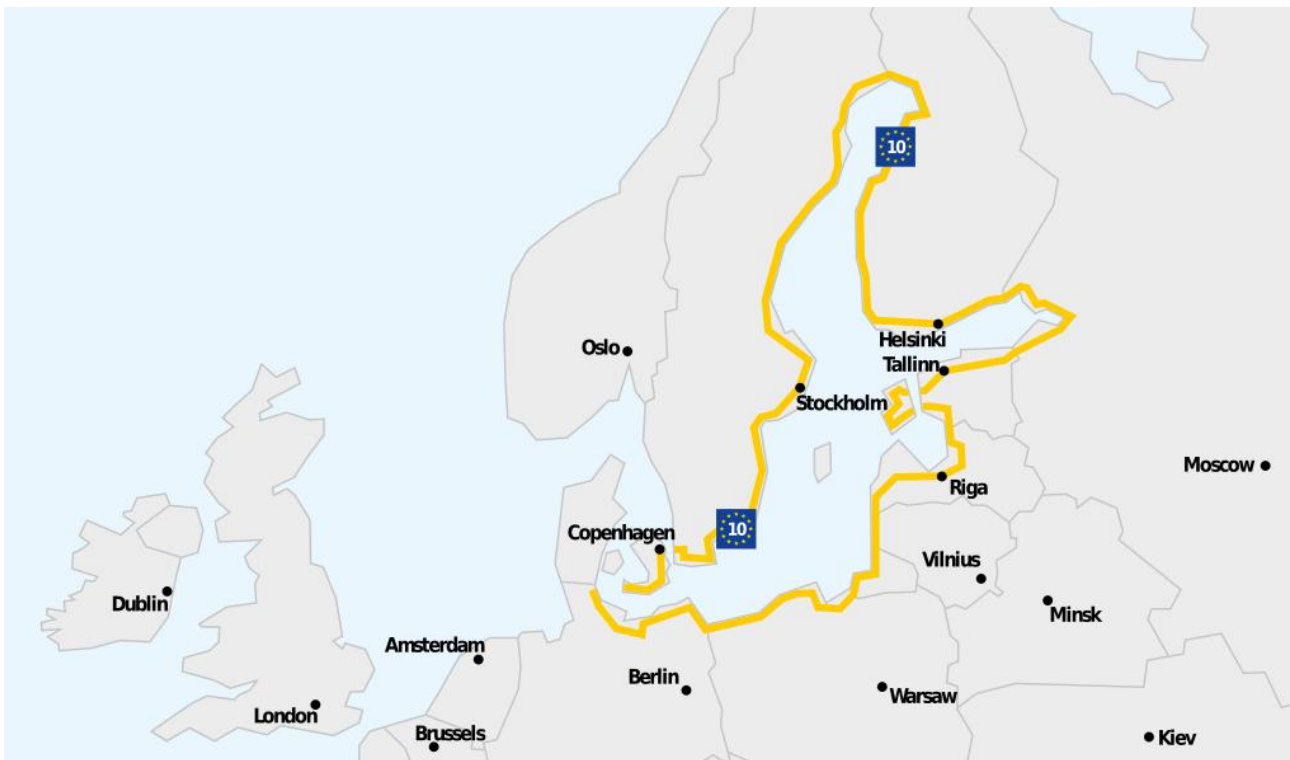 10
Helsinki
Oslo
Tallinn
Stockholm
Moscow
Riga
10
Copenhagen
Vilnius
Dublin
Minsk
Amsterdam
Berlin
Warsaw
London
Brussels
Kiev